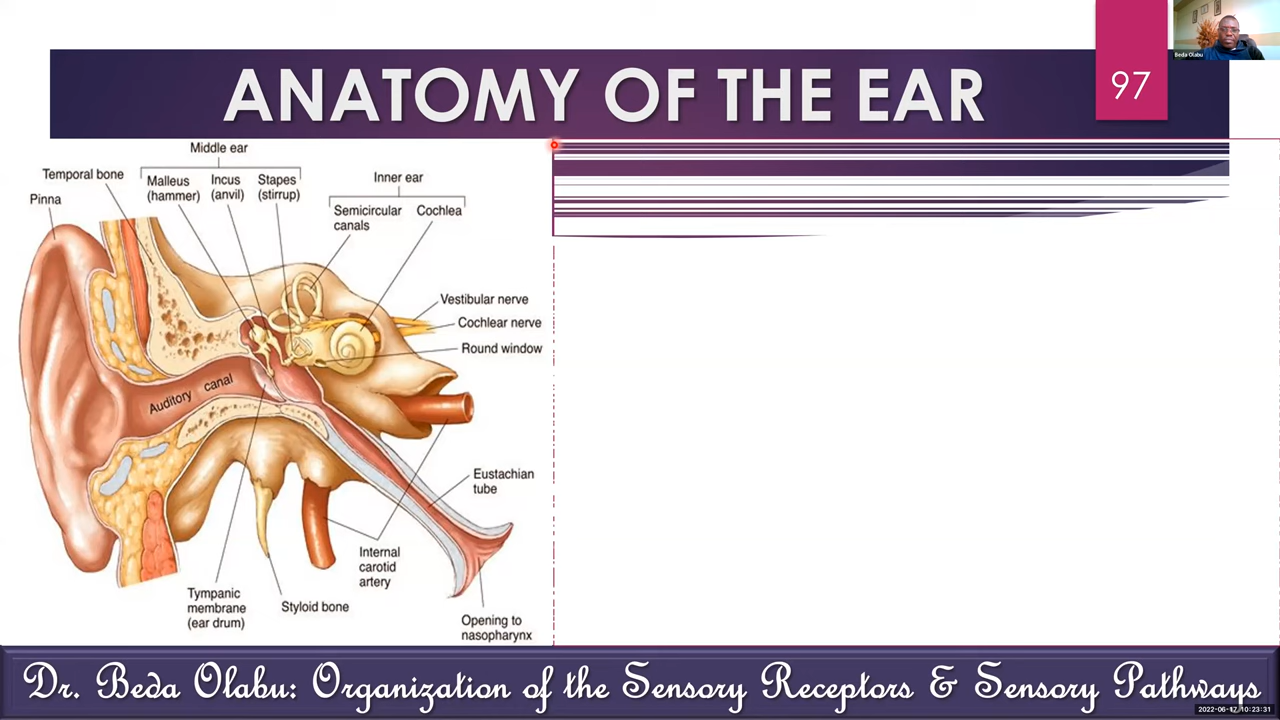 ANATOMY OF THE EAR
97
Beda Olabu
Middle ear
Temporal bone
Malleus
(hammer)
Incus
(anvil)
Stapes
(stirrup)
Inner ear
Pinna
Semicircular
canals
Cochlea
Vestibular nerve
Cochlear nerve
Round window
Auditory canal
Eustachian
tube
Internal
carotid
artery
Tympanic
membrane
(ear drum)
Styloid bone
Opening to
nasopharynx
Dr. Beda Olabu: Organization of the Sensory Receptors & Sensory Pathways
2022-06-17 10:23:31